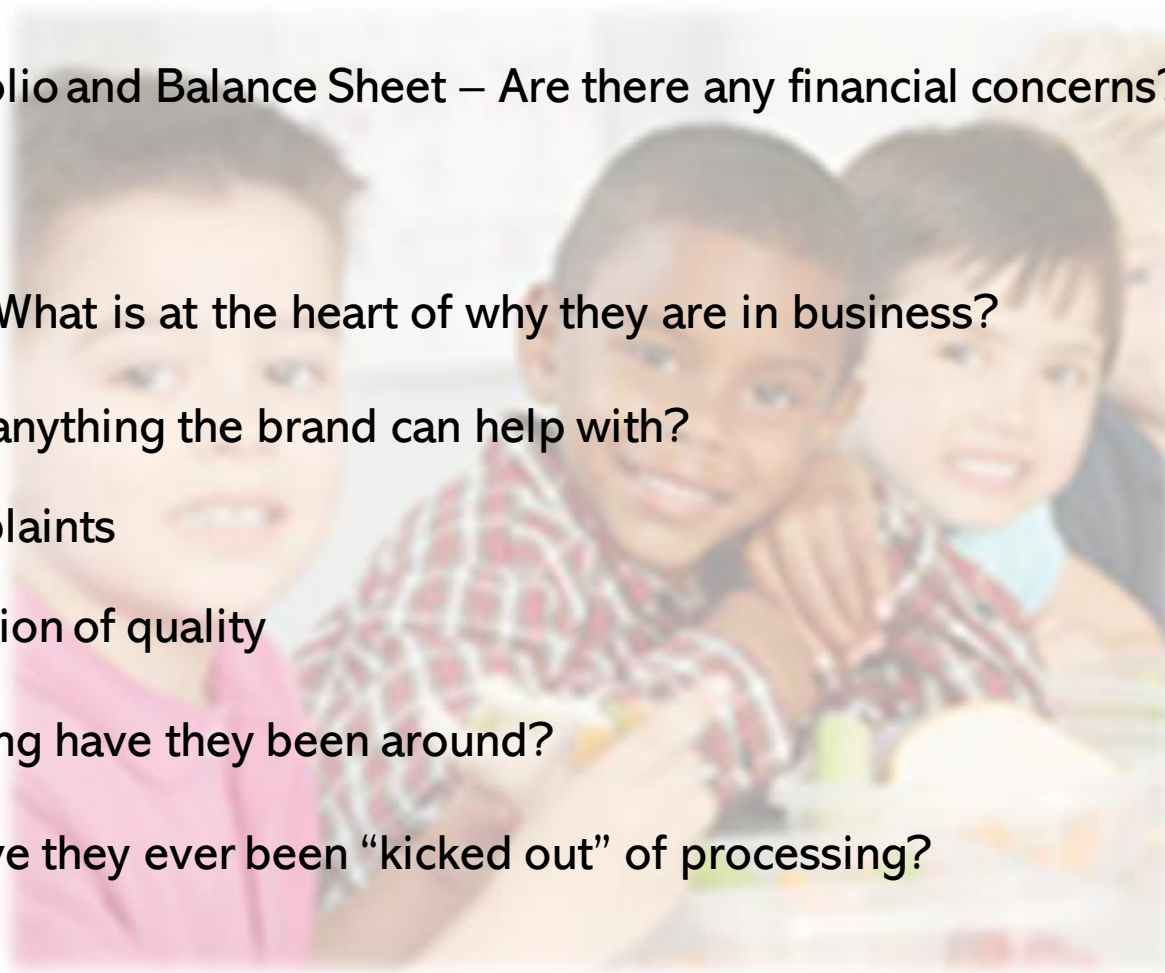 olio and Balance Sheet – Are there any financial concerns?
What is at the heart of why they are in business?
anything the brand can help with?
plaints
ion of quality
ng have they been around?
ve they ever been “kicked out” of processing?